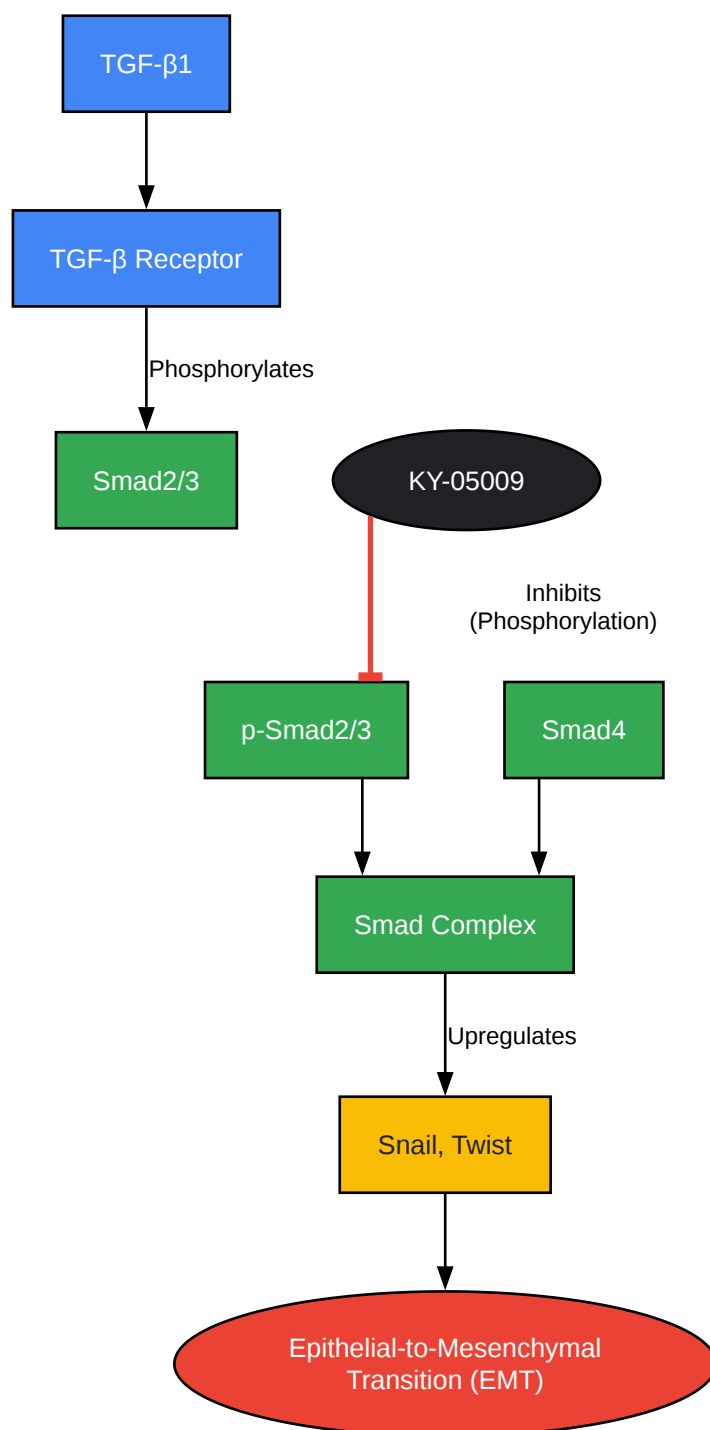 TGF-β1
TGF-β Receptor
Phosphorylates
Smad2/3
KY-05009
Inhibits
(Phosphorylation)
p-Smad2/3
Smad4
Smad Complex
Upregulates
Snail, Twist
Epithelial-to-Mesenchymal
Transition (EMT)